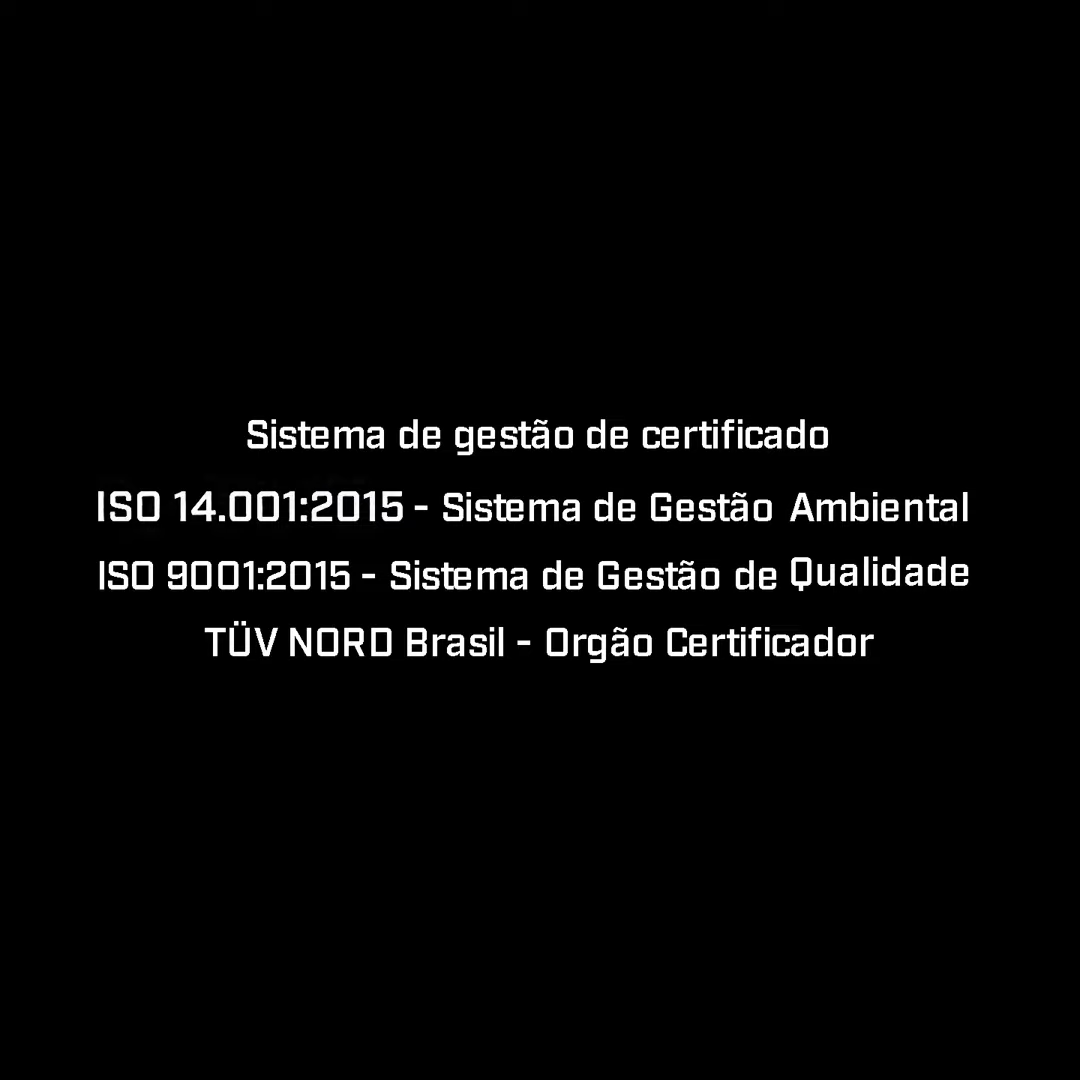 Sistema de gestão de certificado
ISO 14.001:2015 - Sistema de Gestão Ambiental
ISO 9001:2015 - Sistema de Gestão de Qualidade
TÜV NORD Brasil - Orgão Certificador